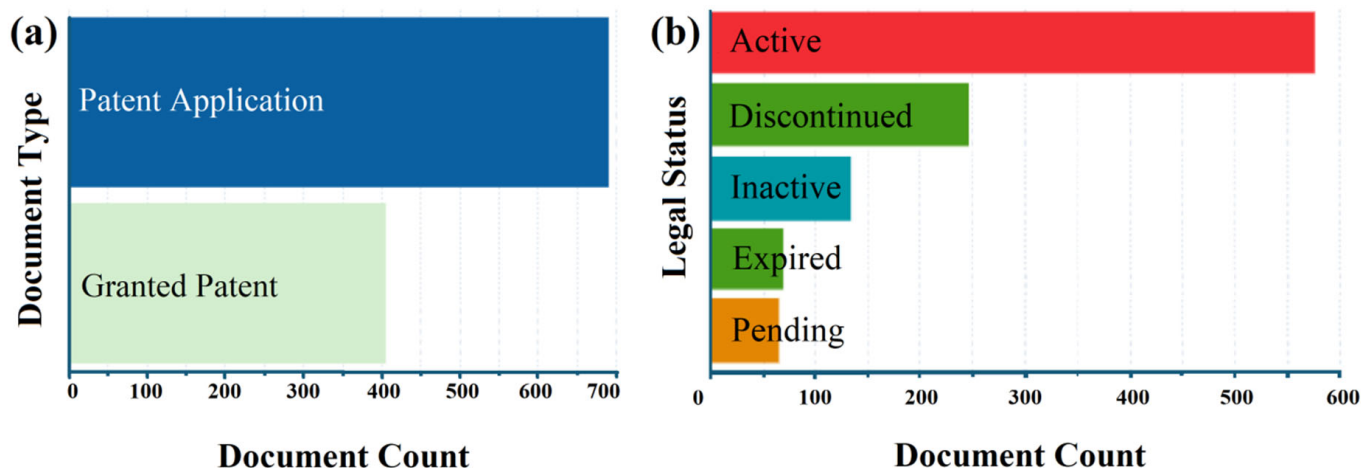 (a)
Document Type
Patent Application
Granted Patent
0 100 200 300 400 500 600 700
Document Count
(b)
Legal Status
Active
Discontinued
Inactive
Expired
Pending
0 100 200 300 400 500 600
Document Count